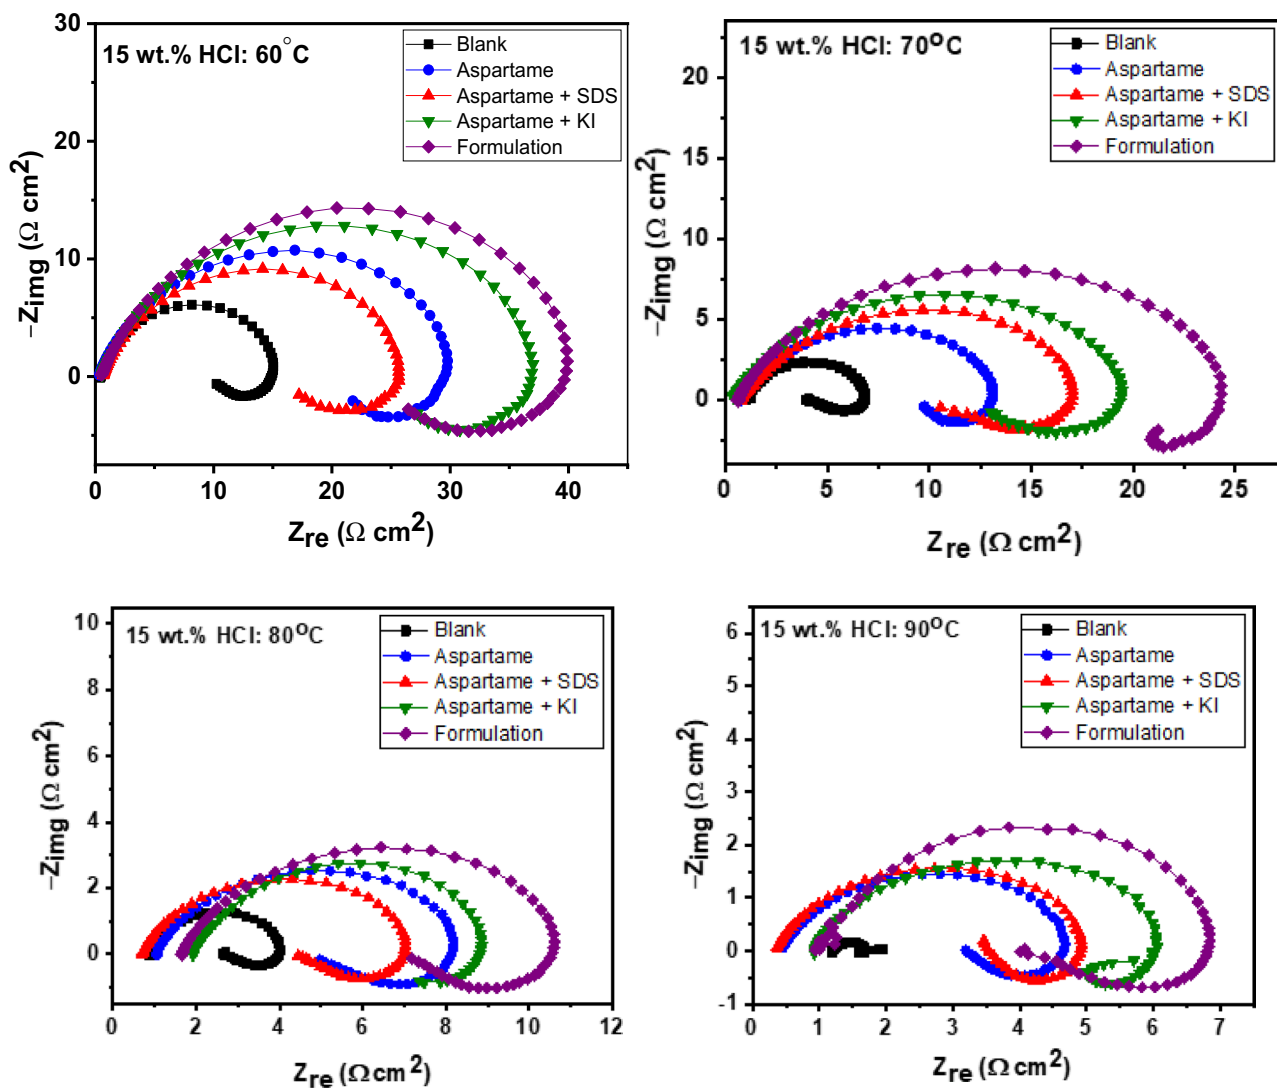 15 wt.% HCl: 60°C
Blank
Aspartame
Aspartame + SDS
Aspartame + KI
Formulation
30
20
10
0
−Zimg (Ω cm2)
0 10 20 30 40
Zre (Ω cm2)
15 wt.% HCl: 70OC
Blank
Aspartame
Aspartame + SDS
Aspartame + KI
Formulation
20
15
10
5
0
−Zimg (Ω cm2)
0 5 10 15 20 25
Zre (Ω cm2)
15 wt.% HCl: 80OC
Blank
Aspartame
Aspartame + SDS
Aspartame + KI
Formulation
10
8
6
4
2
0
−Zimg (Ω cm2)
0 2 4 6 8 10 12
Zre (Ω cm2)
15 wt.% HCl: 90OC
Blank
Aspartame
Aspartame + SDS
Aspartame + KI
Formulation
6
5
4
3
2
1
0
-1
−Zimg (Ω cm2)
0 1 2 3 4 5 6 7
Zre (Ω cm2)